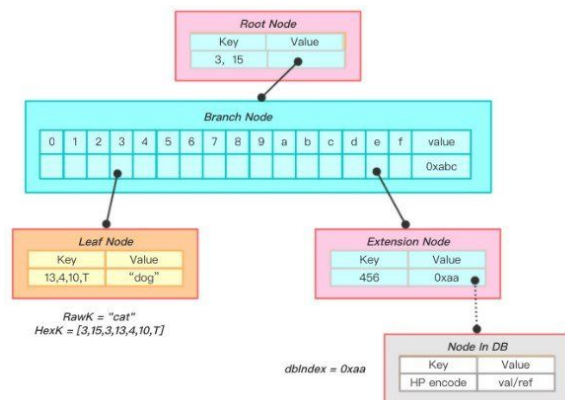 Root Node
Key Value
3, 15
Branch Node
0 1 2 3 4 5 6 7 8 9 a b c d e f value
0xabc
Leaf Node
Key Value
13,4,10,T "dog"
RawK = "cat"
HexK = [3,15,3,13,4,10,T]
Extension Node
Key Value
456 0xaa
dbIndex = 0xaa
Node In DB
Key Value
HP encode val/ref